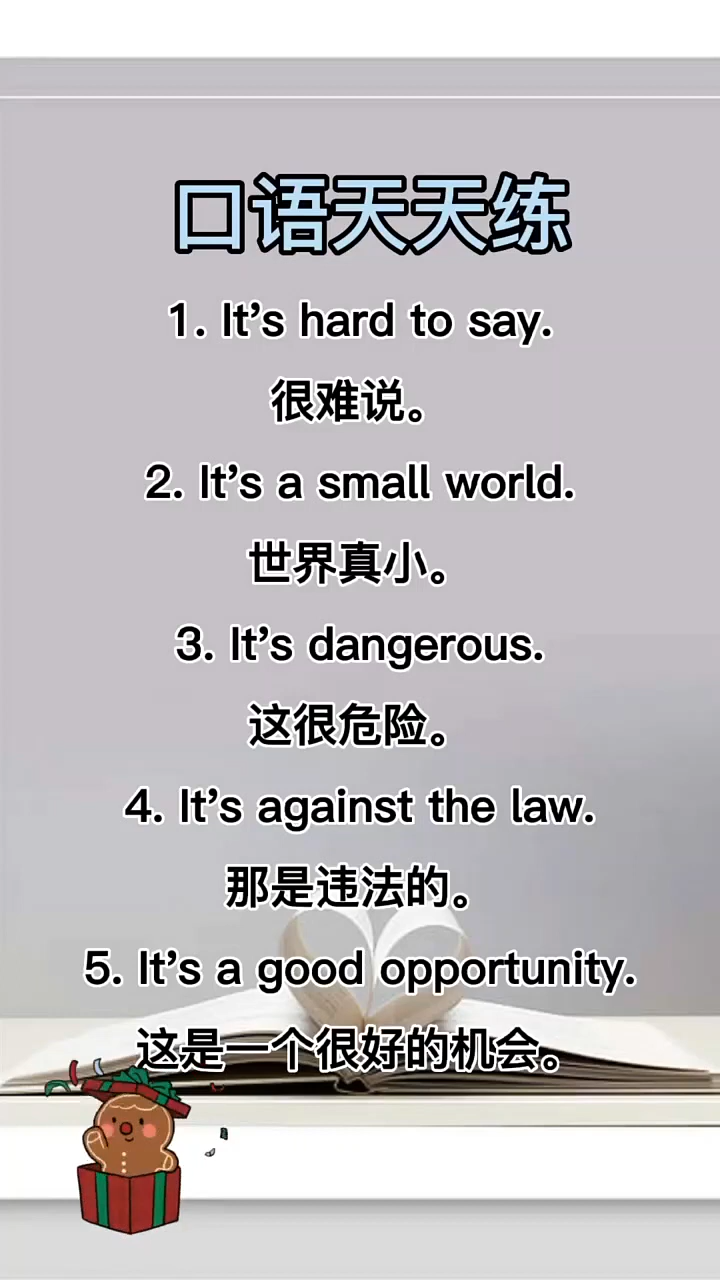 口语天天练
1. It's hard to say.
很难说。
2. It's a small world.
世界真小。
3. It's dangerous.
这很危险。
4. It's against the law.
那是违法的。
5. It's a good opportunity.
这是一个很好的机会。